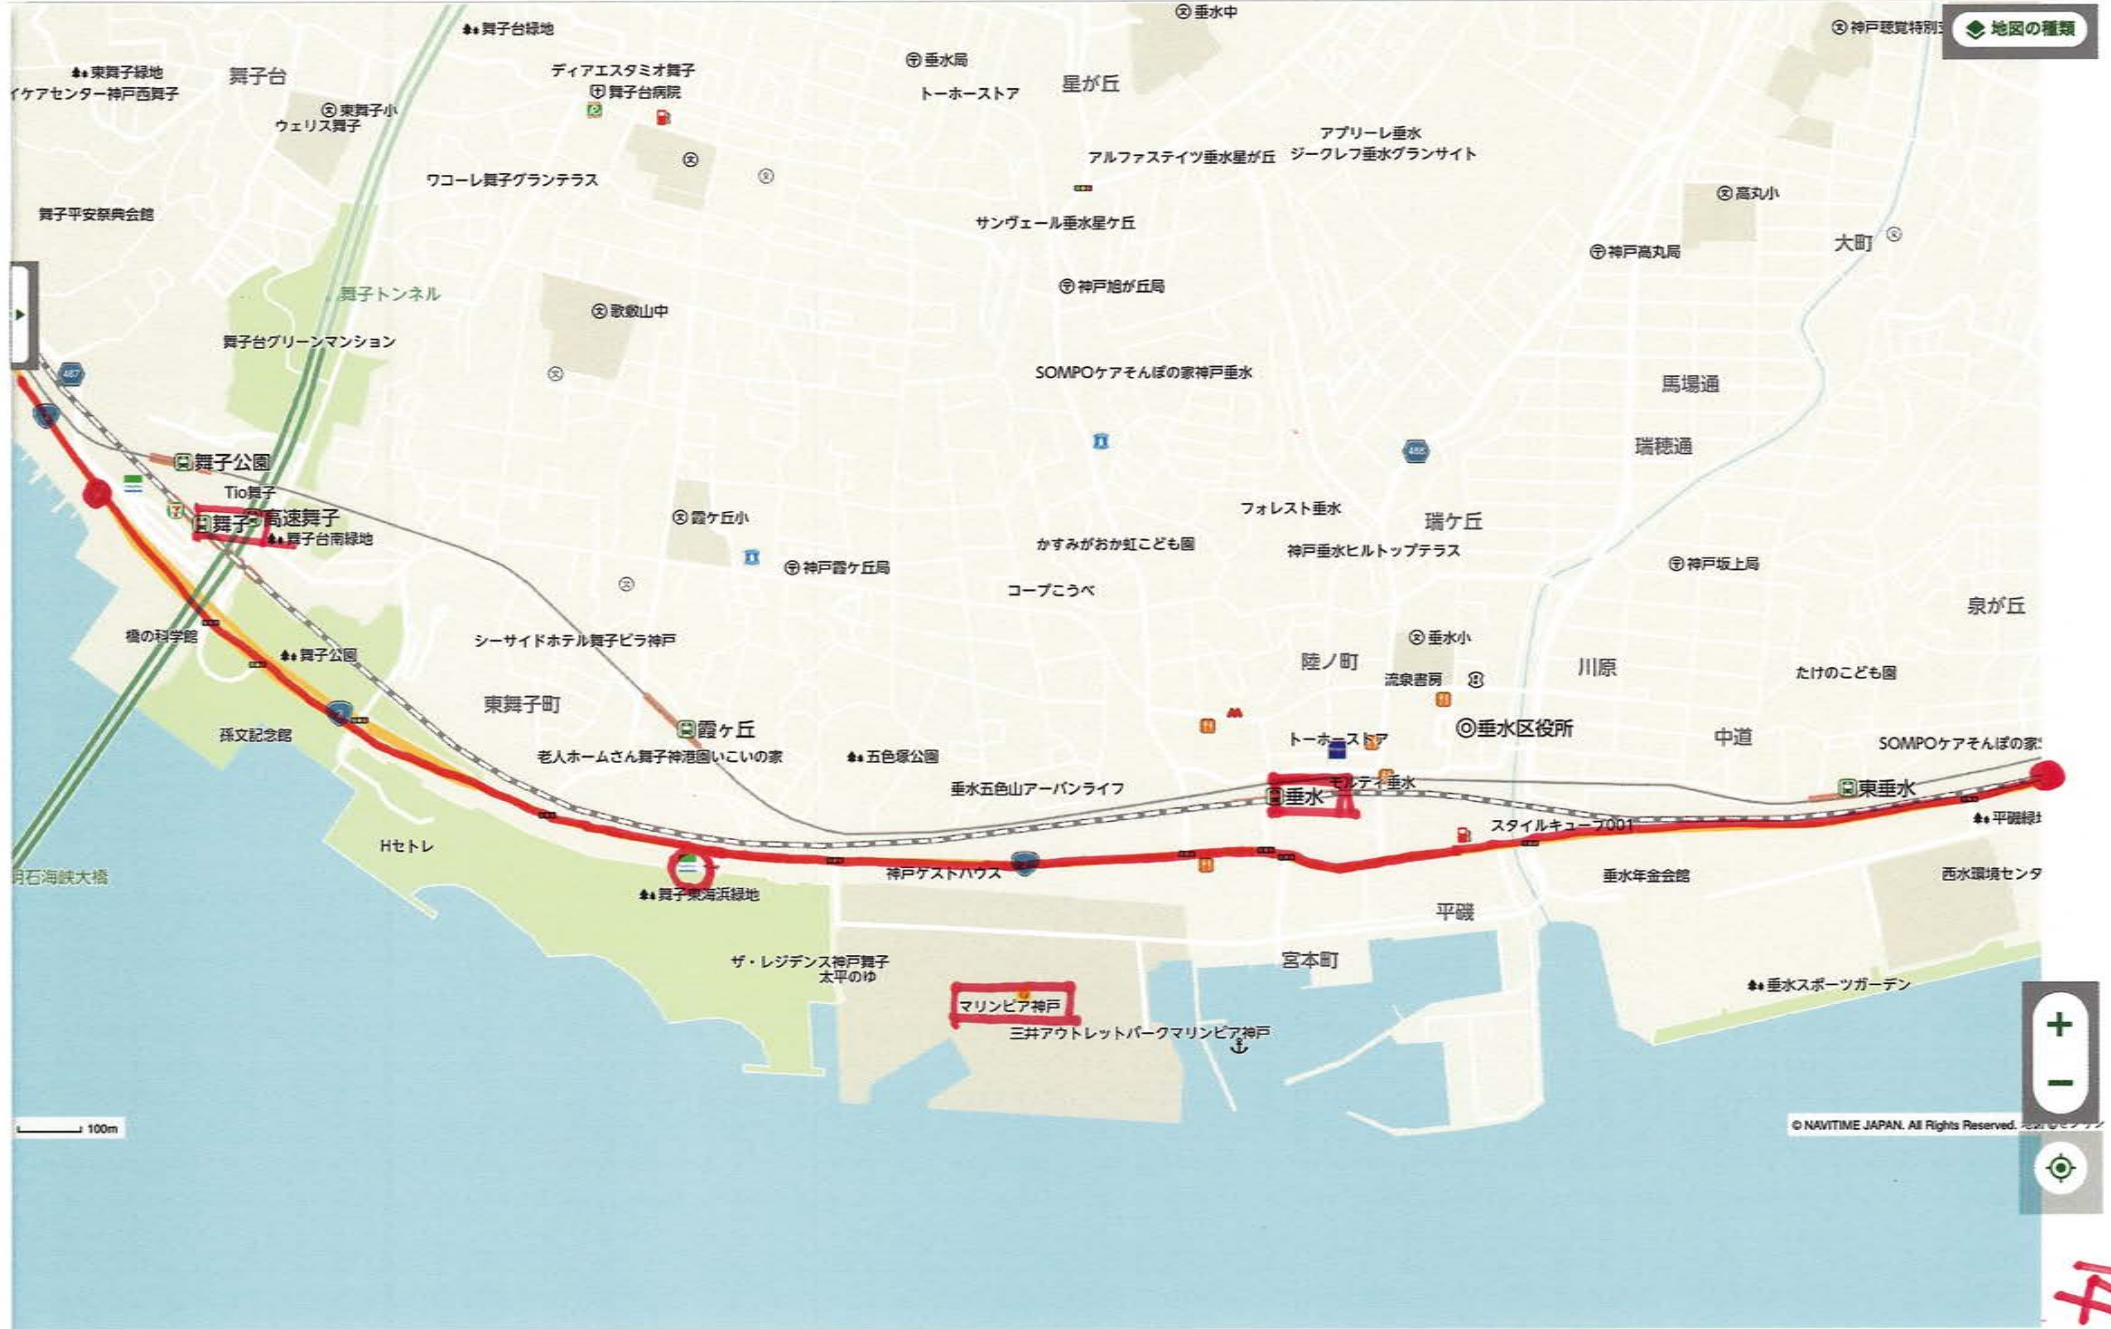 垂水中
地図の種類
神戸聴覚特別支
舞子台緑地
垂水局
東舞子緑地
舞子台
ディアエスタミオ舞子
星が丘
イケアセンター神戸西舞子
舞子台病院
トーホーストア
東舞子小
ウェリス舞子
アプリーレ垂水
アルファステイツ垂水星が丘
ジークレフ垂水グランサイト
ワコーレ舞子グランテラス
高丸小
舞子平安祭典会館
サンヴェール垂水星ケ丘
大町
神戸高丸局
舞子トンネル
神戸旭が丘局
歌敷山中
舞子台グリーンマンション
SOMPOケアそんぽの家神戸垂水
467
馬場通
瑞穂通
488
舞子公園
Tio舞子
舞子
高速舞子
舞子台南緑地
霞ケ丘小
フォレスト垂水
瑞ケ丘
かすみがおか虹こども園
神戸垂水ヒルトップテラス
神戸霞ケ丘局
神戸坂上局
コープこうべ
泉が丘
橋の科学館
シーサイドホテル舞子ビラ神戸
垂水小
舞子公園
陸ノ町
川原
流泉書房
たけのこども園
東舞子町
2
孫文記念館
霞ヶ丘
垂水区役所
中道
トーホーストア
SOMPOケアそんぽの家
老人ホームさん舞子神港園いこいの家
五色塚公園
垂水五色山アーバンライフ
モルティ垂水
垂水
東垂水
スタイルキューブ001
平磯緑地
Hセトレ
明石海峡大橋
神戸ゲストハウス
垂水年金会館
西水環境センタ
舞子東海浜緑地
平磯
ザ・レジデンス神戸舞子
太平のゆ
宮本町
垂水スポーツガーデン
マリンピア神戸
三井アウトレットパークマリンピア神戸
100m
© NAVITIME JAPAN. All Rights Reserved.